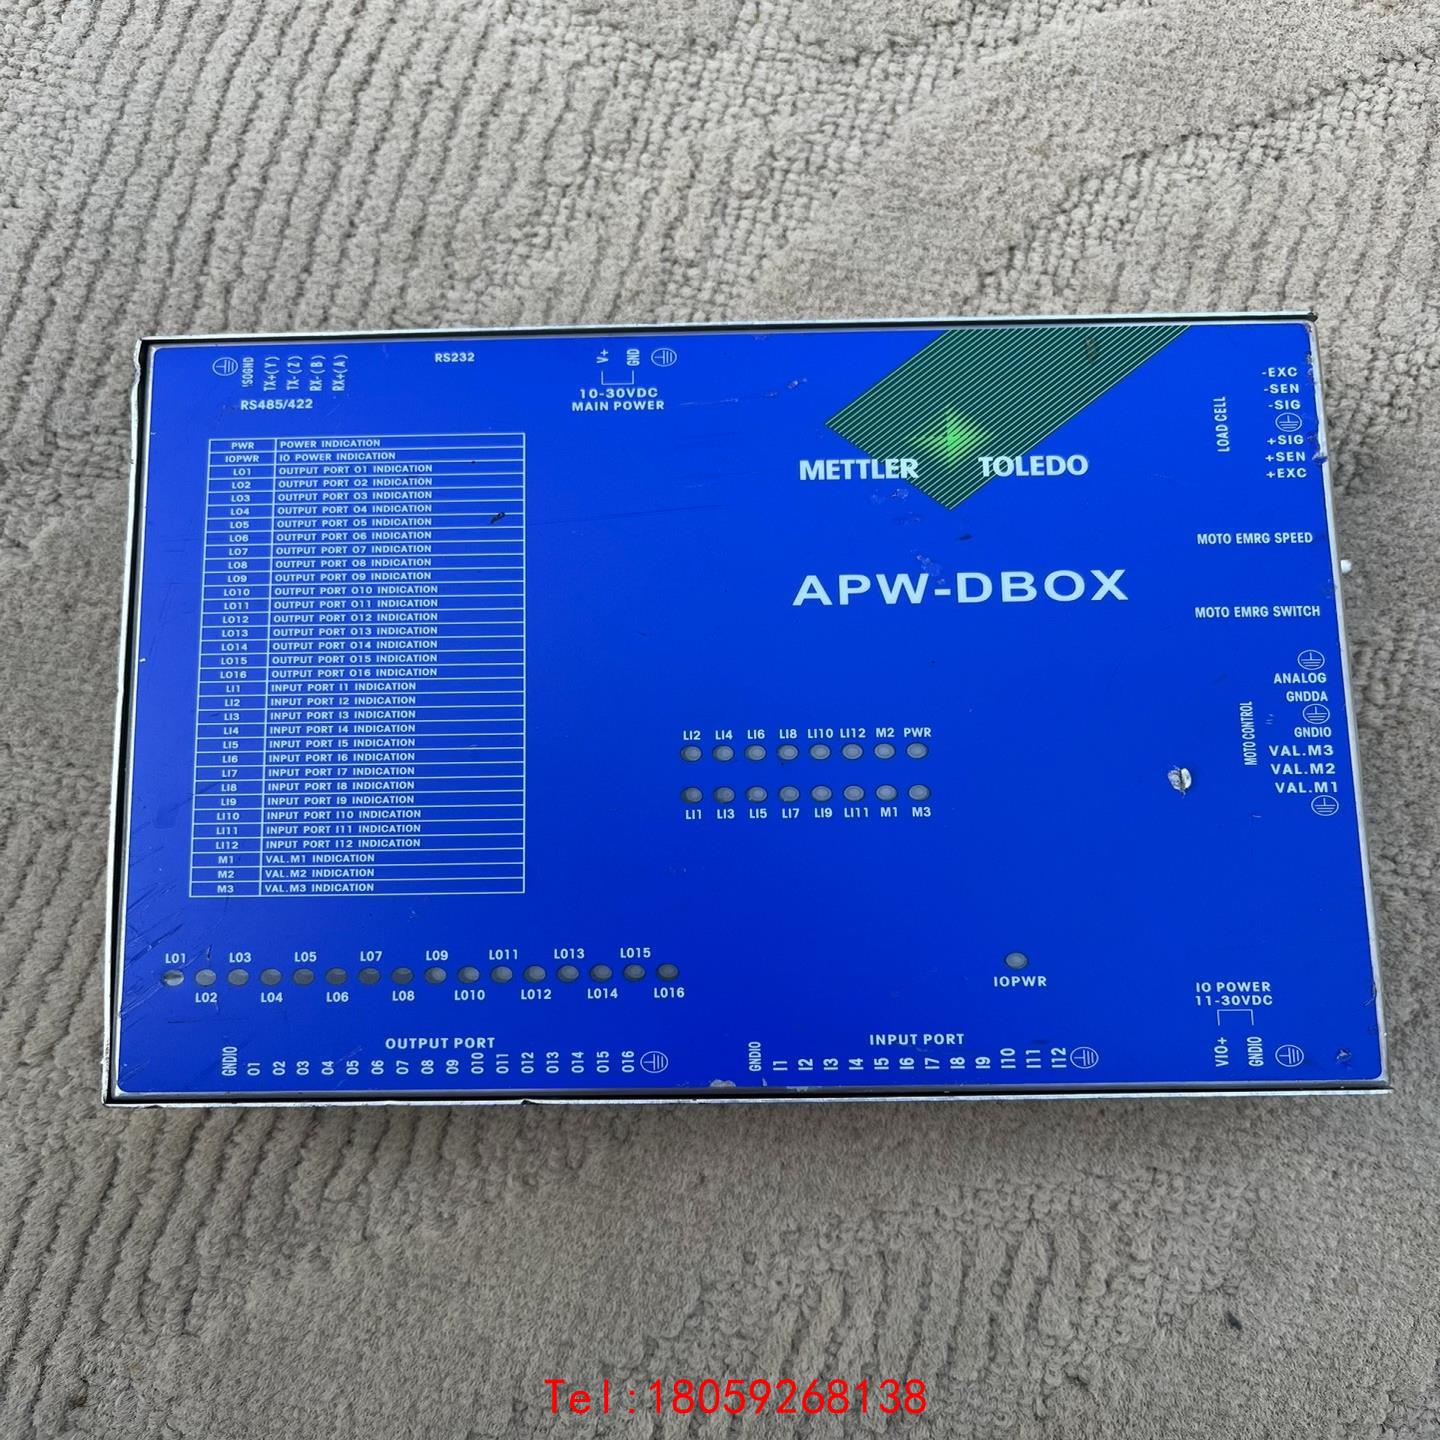 ISOGND
TX+(Y)
TX-(Z)
RX-(B)
RX+(A)
RS485/422
RS232
V+
GND
10-30VDC
MAIN POWER
METTLER TOLEDO
APW-DBOX
LOAD CELL
-EXC
-SEN
-SIG
+SIG
+SEN
+EXC
MOTO EMRG SPEED
MOTO EMRG SWITCH
MOTO CONTROL
ANALOG
GNDDA
GNDIO
VAL.M3
VAL.M2
VAL.M1
PWR POWER INDICATION
IOPWR IO POWER INDICATION
LO1 OUTPUT PORT O1 INDICATION
LO2 OUTPUT PORT O2 INDICATION
LO3 OUTPUT PORT O3 INDICATION
LO4 OUTPUT PORT O4 INDICATION
LO5 OUTPUT PORT O5 INDICATION
LO6 OUTPUT PORT O6 INDICATION
LO7 OUTPUT PORT O7 INDICATION
LO8 OUTPUT PORT O8 INDICATION
LO9 OUTPUT PORT O9 INDICATION
LO10 OUTPUT PORT O10 INDICATION
LO11 OUTPUT PORT O11 INDICATION
LO12 OUTPUT PORT O12 INDICATION
LO13 OUTPUT PORT O13 INDICATION
LO14 OUTPUT PORT O14 INDICATION
LO15 OUTPUT PORT O15 INDICATION
LO16 OUTPUT PORT O16 INDICATION
LI1 INPUT PORT I1 INDICATION
LI2 INPUT PORT I2 INDICATION
LI3 INPUT PORT I3 INDICATION
LI4 INPUT PORT I4 INDICATION
LI5 INPUT PORT I5 INDICATION
LI6 INPUT PORT I6 INDICATION
LI7 INPUT PORT I7 INDICATION
LI8 INPUT PORT I8 INDICATION
LI9 INPUT PORT I9 INDICATION
LI10 INPUT PORT I10 INDICATION
LI11 INPUT PORT I11 INDICATION
LI12 INPUT PORT I12 INDICATION
M1 VAL.M1 INDICATION
M2 VAL.M2 INDICATION
M3 VAL.M3 INDICATION
LI2 LI4 LI6 LI8 LI10 LI12 M2 PWR
LI1 LI3 LI5 LI7 LI9 LI11 M1 M3
LO1 LO3 LO5 LO7 LO9 LO11 LO13 LO15
LO2 LO4 LO6 LO8 LO10 LO12 LO14 LO16
IOPWR
OUTPUT PORT
GNDIO O1 O2 O3 O4 O5 O6 O7 O8 O9 O10 O11 O12 O13 O14 O15 O16
INPUT PORT
GNDIO I1 I2 I3 I4 I5 I6 I7 I8 I9 I10 I11 I12
IO POWER
11-30VDC
VIO+ GNDIO
Tel:18059268138